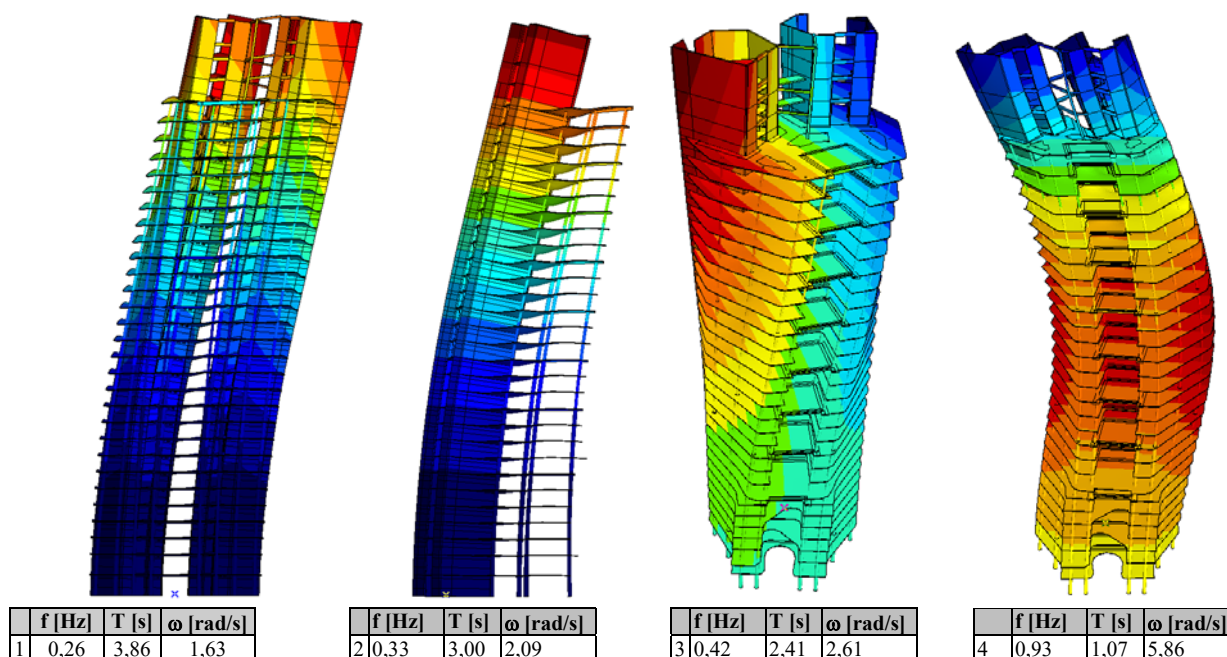 f [Hz] T [s] ω [rad/s]
1 0,26 3,86 1,63
f [Hz] T [s] ω [rad/s]
2 0,33 3,00 2,09
f [Hz] T [s] ω [rad/s]
3 0,42 2,41 2,61
f [Hz] T [s] ω [rad/s]
4 0,93 1,07 5,86